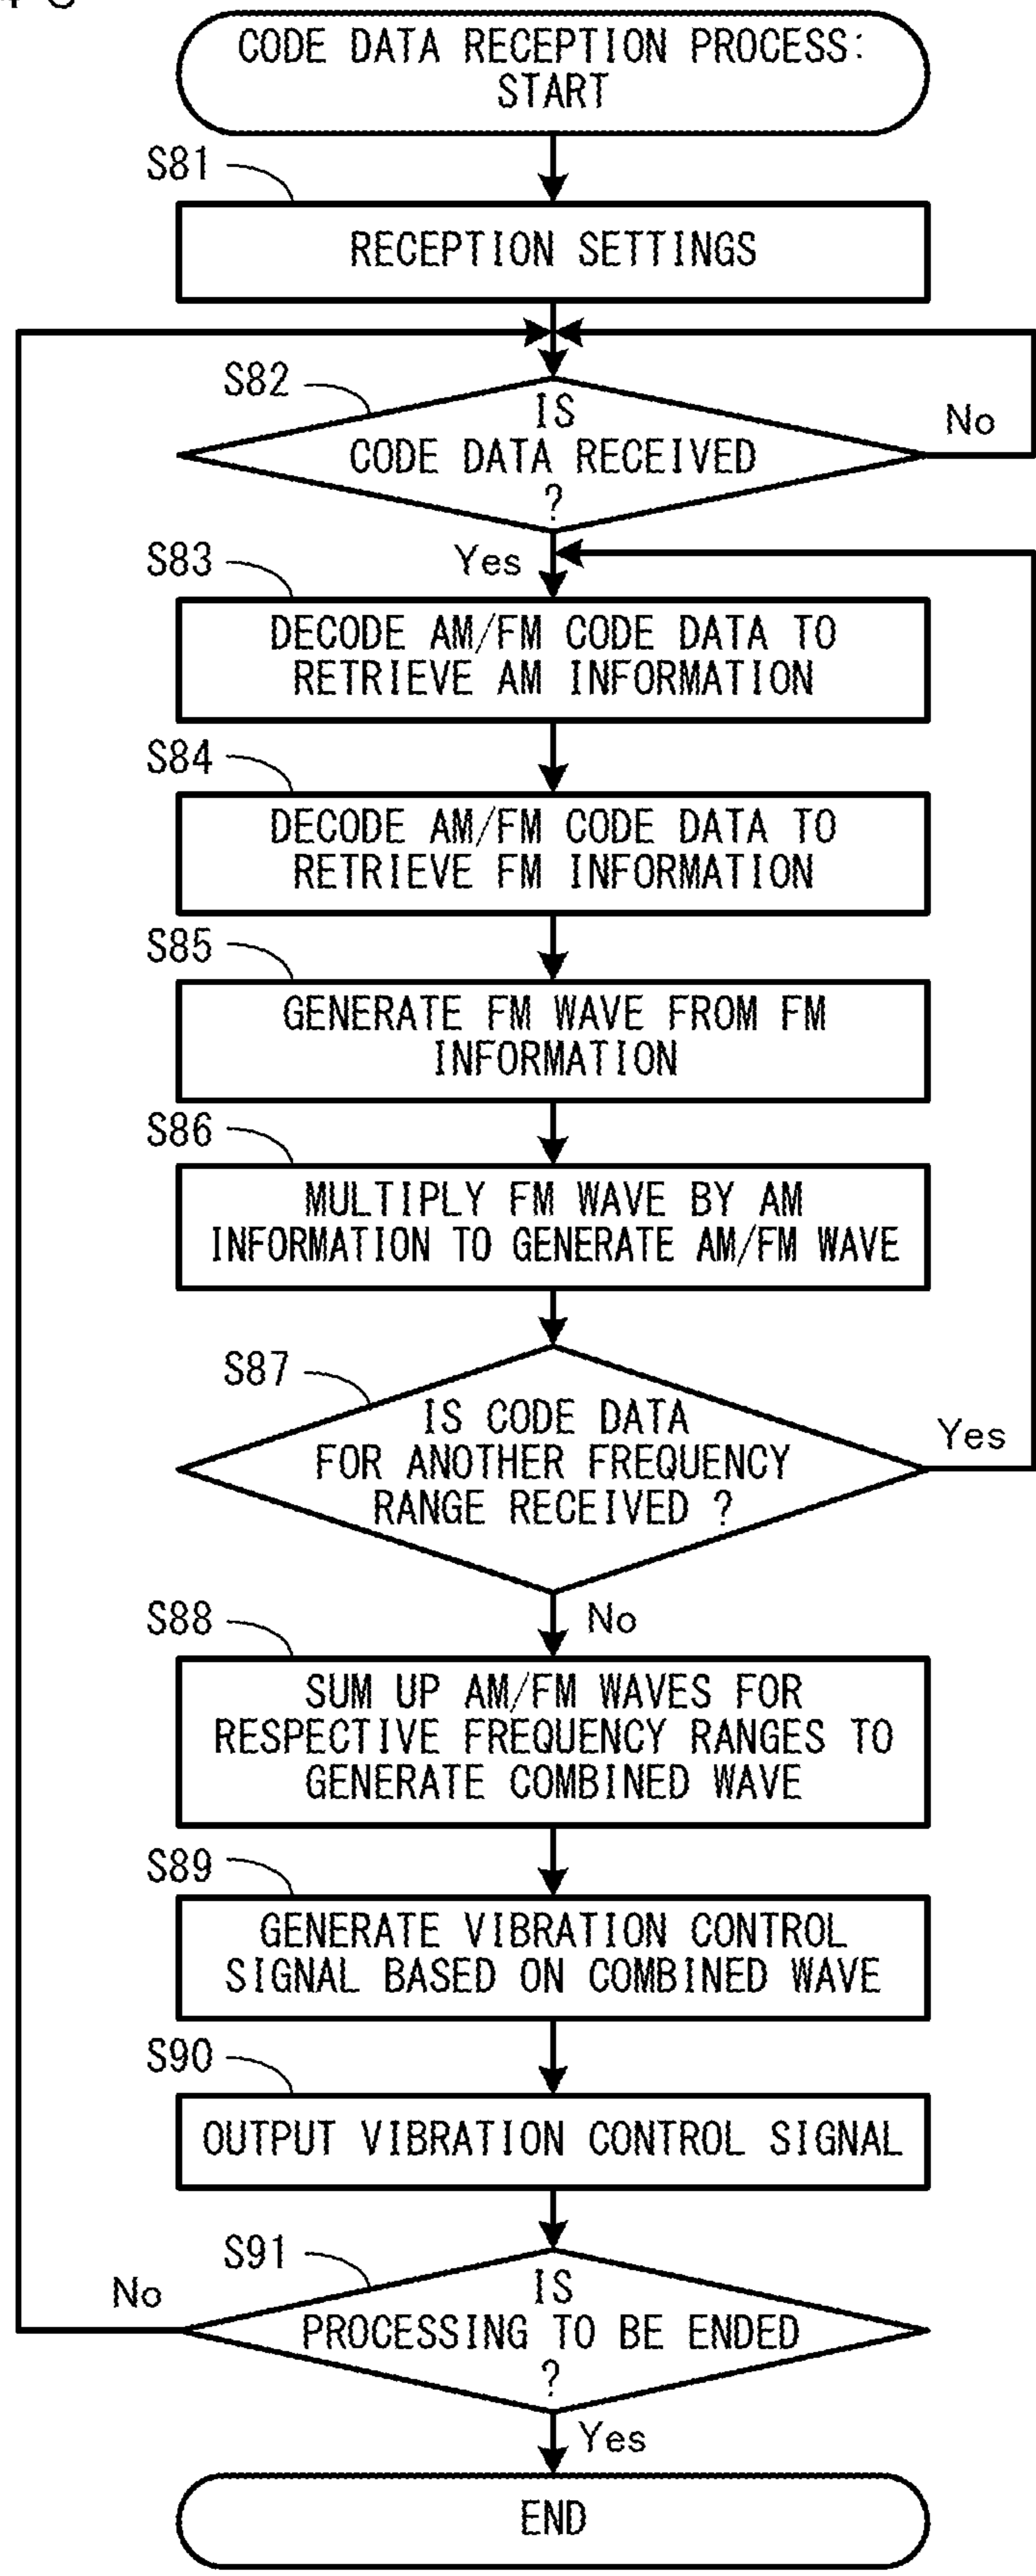 CODE DATA RECEPTION PROCESS:
START
S81
RECEPTION SETTINGS
S82
IS
CODE DATA RECEIVED
?
No
Yes
S83
DECODE AM/FM CODE DATA TO
RETRIEVE AM INFORMATION
S84
DECODE AM/FM CODE DATA TO
RETRIEVE FM INFORMATION
S85
GENERATE FM WAVE FROM FM
INFORMATION
S86
MULTIPLY FM WAVE BY AM
INFORMATION TO GENERATE AM/FM WAVE
S87
IS CODE DATA
FOR ANOTHER FREQUENCY
RANGE RECEIVED ?
Yes
No
S88
SUM UP AM/FM WAVES FOR
RESPECTIVE FREQUENCY RANGES TO
GENERATE COMBINED WAVE
S89
GENERATE VIBRATION CONTROL
SIGNAL BASED ON COMBINED WAVE
S90
OUTPUT VIBRATION CONTROL SIGNAL
S91
IS
PROCESSING TO BE ENDED
?
No
Yes
END